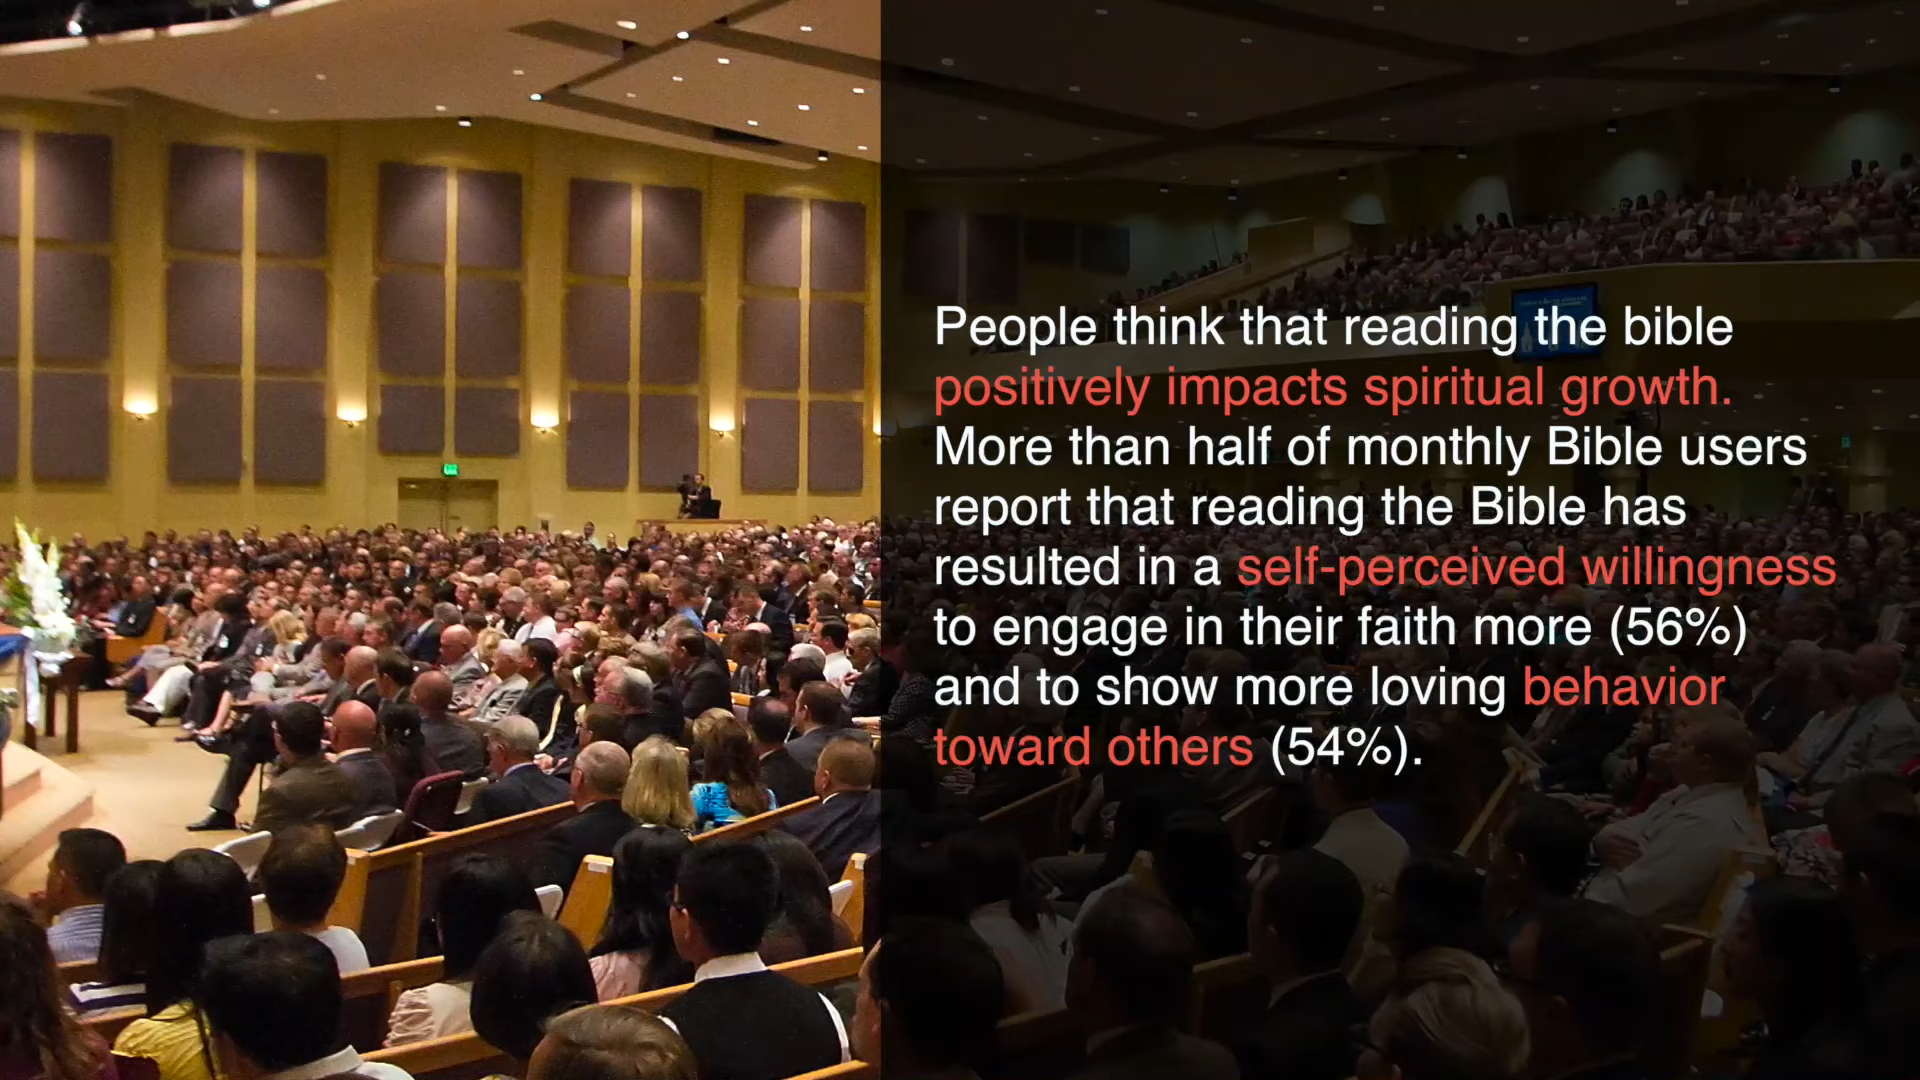 People think that reading the bible
positively impacts spiritual growth.
More than half of monthly Bible users
report that reading the Bible has
resulted in a self-perceived willingness
to engage in their faith more (56%)
and to show more loving behavior
toward others (54%).